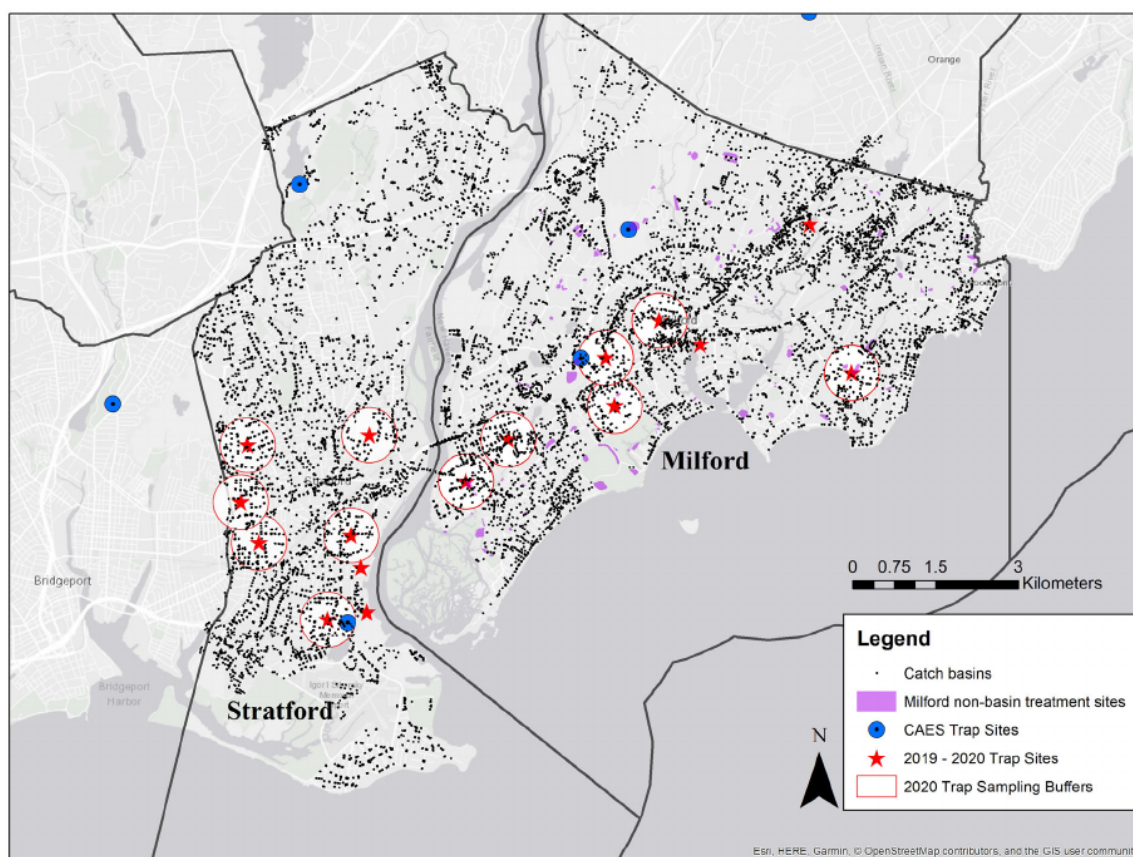 Orange
Milford
Stratford
Bridgeport
Bridgeport
Harbor
0 0.75 1.5 3
Kilometers
N
Legend
Catch basins
Milford non-basin treatment sites
CAES Trap Sites
2019 - 2020 Trap Sites
2020 Trap Sampling Buffers
Esri, HERE, Garmin, © OpenStreetMap contributors, and the GIS user communit